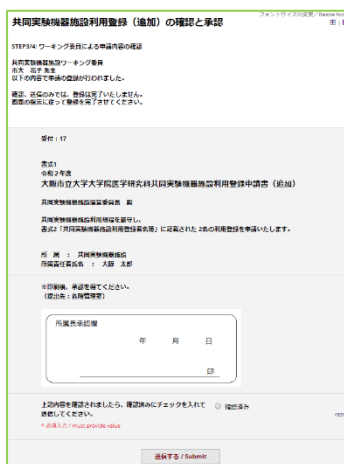 フォントサイズの変更/Resize font
共同実験機器施設利用登録（追加）の確認と承認
STEP3/4: ワーキング委員による申請内容の確認
共同実験機器施設ワーキング委員
市大 花子 先生
以下の内容で申請の登録が行われました。
確認、送信のみでは、登録は完了いたしません。
画面の指示に従って登録を完了させてください。
受付：17
書式1
令和2年度
大阪市立大学大学院医学研究科共同実験機器施設利用登録申請書（追加）
共同実験機器施設運営委員長 殿
共同実験機器施設利用規程を厳守し、
書式2「共同実験機器施設利用登録者名簿」に記載された 2名の利用登録を申請いたします。
所 属 ： 共同実験機器施設
所属責任者氏名 ： 大阪 太郎
※印刷後、承認を得てください。
（提出先：各階管理室）
所属長承認欄
年 月 日
印
上記内容を確認されましたら、確認済みにチェックを入れて
送信してください。
確認済み
* 必須入力 / must provide value
送信する / Submit